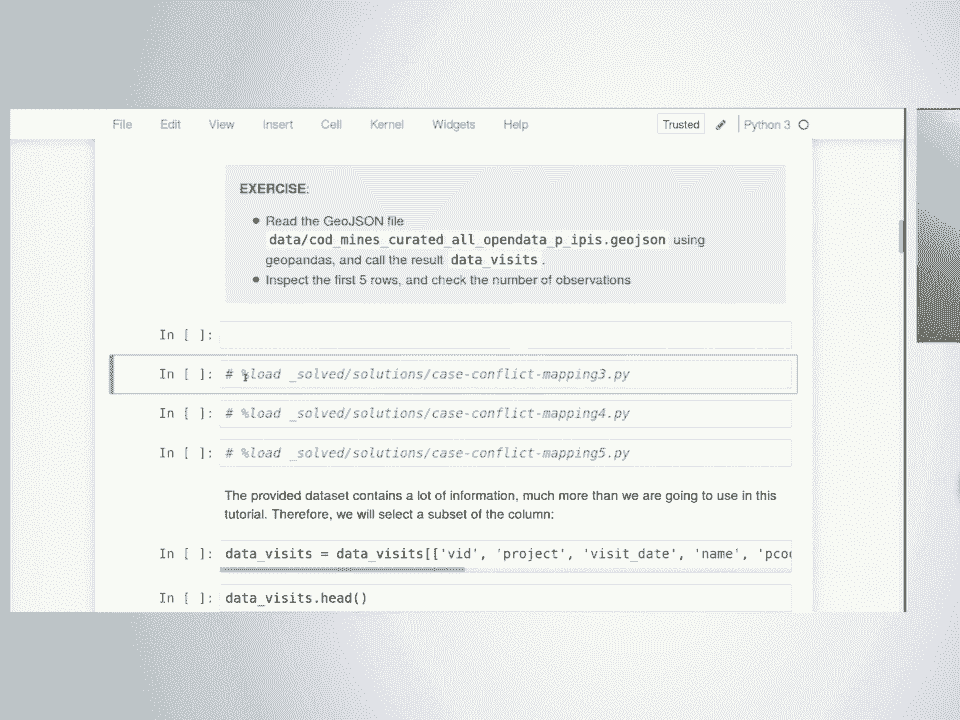 File Edit View Insert Cell Kernel Widgets Help Trusted Python 3
EXERCISE:
Read the GeoJSON file
data/cod_mines_curated_all_opendata_p_ipis.geojson using
geopandas, and call the result data_visits.
Inspect the first 5 rows, and check the number of observations
In [ ]:
In [ ]: # %load _solved/solutions/case-conflict-mapping3.py
In [ ]: # %load _solved/solutions/case-conflict-mapping4.py
In [ ]: # %load _solved/solutions/case-conflict-mapping5.py
The provided dataset contains a lot of information, much more than we are going to use in this
tutorial. Therefore, we will select a subset of the column:
In [ ]: data_visits = data_visits[['vid', 'project', 'visit_date', 'name', 'pcod
In [ ]: data_visits.head()